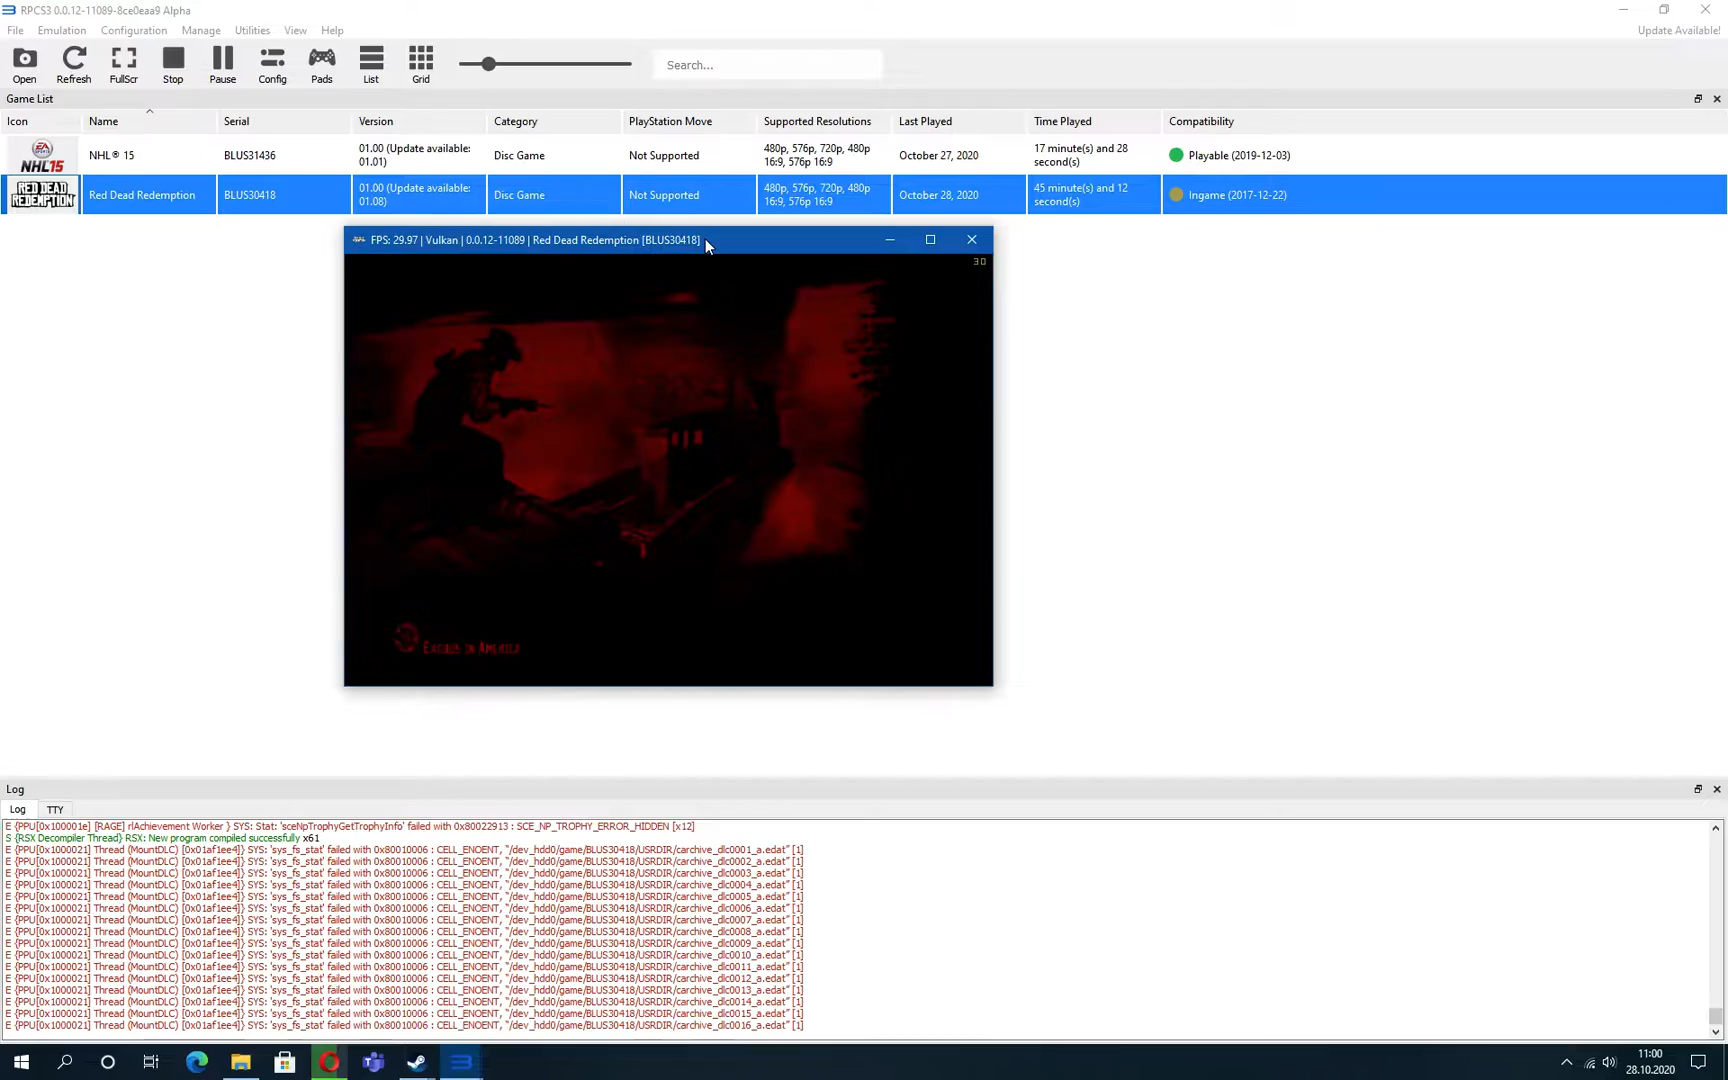 RPCS3 0.0.12-11089-8ce0eaa9 Alpha
File Emulation Configuration Manage Utilities View Help Update Available!
Open Refresh FullScr Stop Pause Config Pads List Grid Search...
Game List
Icon Name Serial Version Category PlayStation Move Supported Resolutions Last Played Time Played Compatibility
EA SPORTS NHL15 NHL® 15 BLUS31436 01.00 (Update available: 01.01) Disc Game Not Supported 480p, 576p, 720p, 480p 16:9, 576p 16:9 October 27, 2020 17 minute(s) and 28 second(s) Playable (2019-12-03)
RED DEAD REDEMPTION Red Dead Redemption BLUS30418 01.00 (Update available: 01.08) Disc Game Not Supported 480p, 576p, 720p, 480p 16:9, 576p 16:9 October 28, 2020 45 minute(s) and 12 second(s) Ingame (2017-12-22)
FPS: 29.97 | Vulkan | 0.0.12-11089 | Red Dead Redemption [BLUS30418]
30
Exodus in America
Log
Log TTY
E {PPU[0x100001e] [RAGE] rlAchievement Worker } SYS: Stat: 'sceNpTrophyGetTrophyInfo' failed with 0x80022913 : SCE_NP_TROPHY_ERROR_HIDDEN [x12]
S {RSX Decompiler Thread} RSX: New program compiled successfully x61
E {PPU[0x1000021] Thread (MountDLC) [0x01af1ee4]} SYS: 'sys_fs_stat' failed with 0x80010006 : CELL_ENOENT, “/dev_hdd0/game/BLUS30418/USRDIR/carchive_dlc0001_a.edat” [1]
E {PPU[0x1000021] Thread (MountDLC) [0x01af1ee4]} SYS: 'sys_fs_stat' failed with 0x80010006 : CELL_ENOENT, “/dev_hdd0/game/BLUS30418/USRDIR/carchive_dlc0002_a.edat” [1]
E {PPU[0x1000021] Thread (MountDLC) [0x01af1ee4]} SYS: 'sys_fs_stat' failed with 0x80010006 : CELL_ENOENT, “/dev_hdd0/game/BLUS30418/USRDIR/carchive_dlc0003_a.edat” [1]
E {PPU[0x1000021] Thread (MountDLC) [0x01af1ee4]} SYS: 'sys_fs_stat' failed with 0x80010006 : CELL_ENOENT, “/dev_hdd0/game/BLUS30418/USRDIR/carchive_dlc0004_a.edat” [1]
E {PPU[0x1000021] Thread (MountDLC) [0x01af1ee4]} SYS: 'sys_fs_stat' failed with 0x80010006 : CELL_ENOENT, “/dev_hdd0/game/BLUS30418/USRDIR/carchive_dlc0005_a.edat” [1]
E {PPU[0x1000021] Thread (MountDLC) [0x01af1ee4]} SYS: 'sys_fs_stat' failed with 0x80010006 : CELL_ENOENT, “/dev_hdd0/game/BLUS30418/USRDIR/carchive_dlc0006_a.edat” [1]
E {PPU[0x1000021] Thread (MountDLC) [0x01af1ee4]} SYS: 'sys_fs_stat' failed with 0x80010006 : CELL_ENOENT, “/dev_hdd0/game/BLUS30418/USRDIR/carchive_dlc0007_a.edat” [1]
E {PPU[0x1000021] Thread (MountDLC) [0x01af1ee4]} SYS: 'sys_fs_stat' failed with 0x80010006 : CELL_ENOENT, “/dev_hdd0/game/BLUS30418/USRDIR/carchive_dlc0008_a.edat” [1]
E {PPU[0x1000021] Thread (MountDLC) [0x01af1ee4]} SYS: 'sys_fs_stat' failed with 0x80010006 : CELL_ENOENT, “/dev_hdd0/game/BLUS30418/USRDIR/carchive_dlc0009_a.edat” [1]
E {PPU[0x1000021] Thread (MountDLC) [0x01af1ee4]} SYS: 'sys_fs_stat' failed with 0x80010006 : CELL_ENOENT, “/dev_hdd0/game/BLUS30418/USRDIR/carchive_dlc0010_a.edat” [1]
E {PPU[0x1000021] Thread (MountDLC) [0x01af1ee4]} SYS: 'sys_fs_stat' failed with 0x80010006 : CELL_ENOENT, “/dev_hdd0/game/BLUS30418/USRDIR/carchive_dlc0011_a.edat” [1]
E {PPU[0x1000021] Thread (MountDLC) [0x01af1ee4]} SYS: 'sys_fs_stat' failed with 0x80010006 : CELL_ENOENT, “/dev_hdd0/game/BLUS30418/USRDIR/carchive_dlc0012_a.edat” [1]
E {PPU[0x1000021] Thread (MountDLC) [0x01af1ee4]} SYS: 'sys_fs_stat' failed with 0x80010006 : CELL_ENOENT, “/dev_hdd0/game/BLUS30418/USRDIR/carchive_dlc0013_a.edat” [1]
E {PPU[0x1000021] Thread (MountDLC) [0x01af1ee4]} SYS: 'sys_fs_stat' failed with 0x80010006 : CELL_ENOENT, “/dev_hdd0/game/BLUS30418/USRDIR/carchive_dlc0014_a.edat” [1]
E {PPU[0x1000021] Thread (MountDLC) [0x01af1ee4]} SYS: 'sys_fs_stat' failed with 0x80010006 : CELL_ENOENT, “/dev_hdd0/game/BLUS30418/USRDIR/carchive_dlc0015_a.edat” [1]
E {PPU[0x1000021] Thread (MountDLC) [0x01af1ee4]} SYS: 'sys_fs_stat' failed with 0x80010006 : CELL_ENOENT, “/dev_hdd0/game/BLUS30418/USRDIR/carchive_dlc0016_a.edat” [1]
11:00
28.10.2020